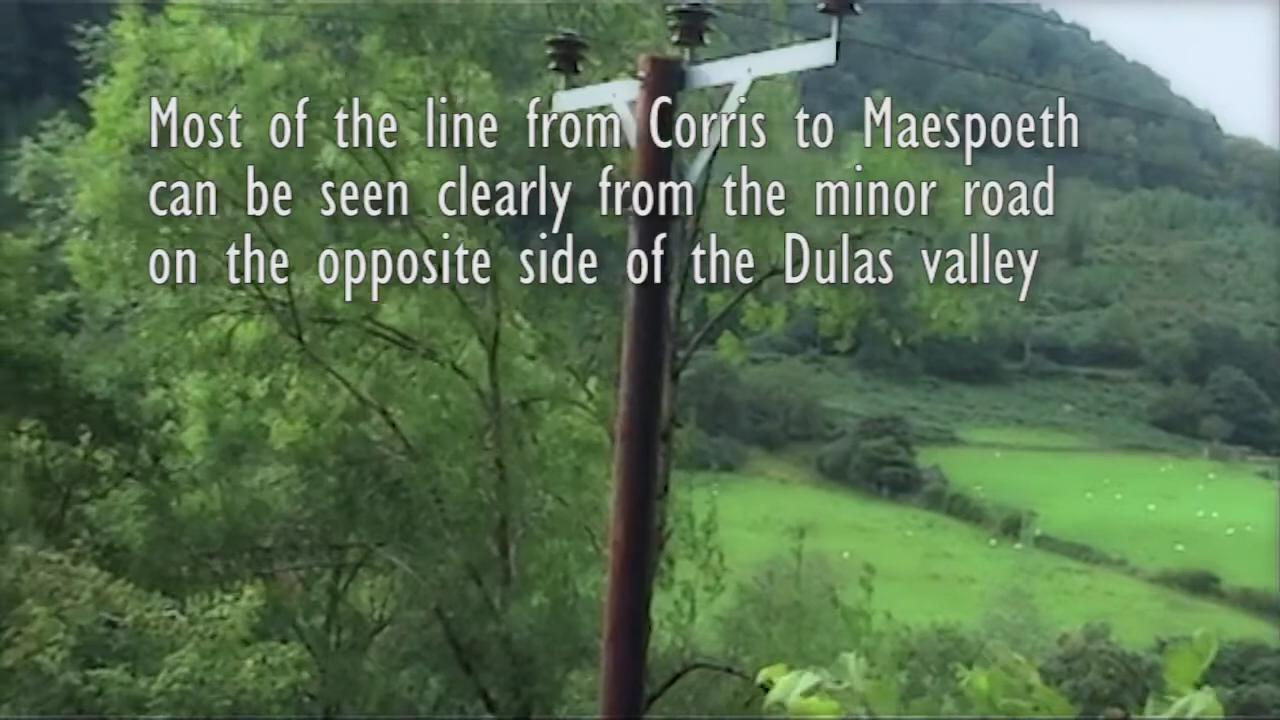 Most of the line from Corris to Maespoeth
can be seen clearly from the minor road
on the opposite side of the Dulas valley